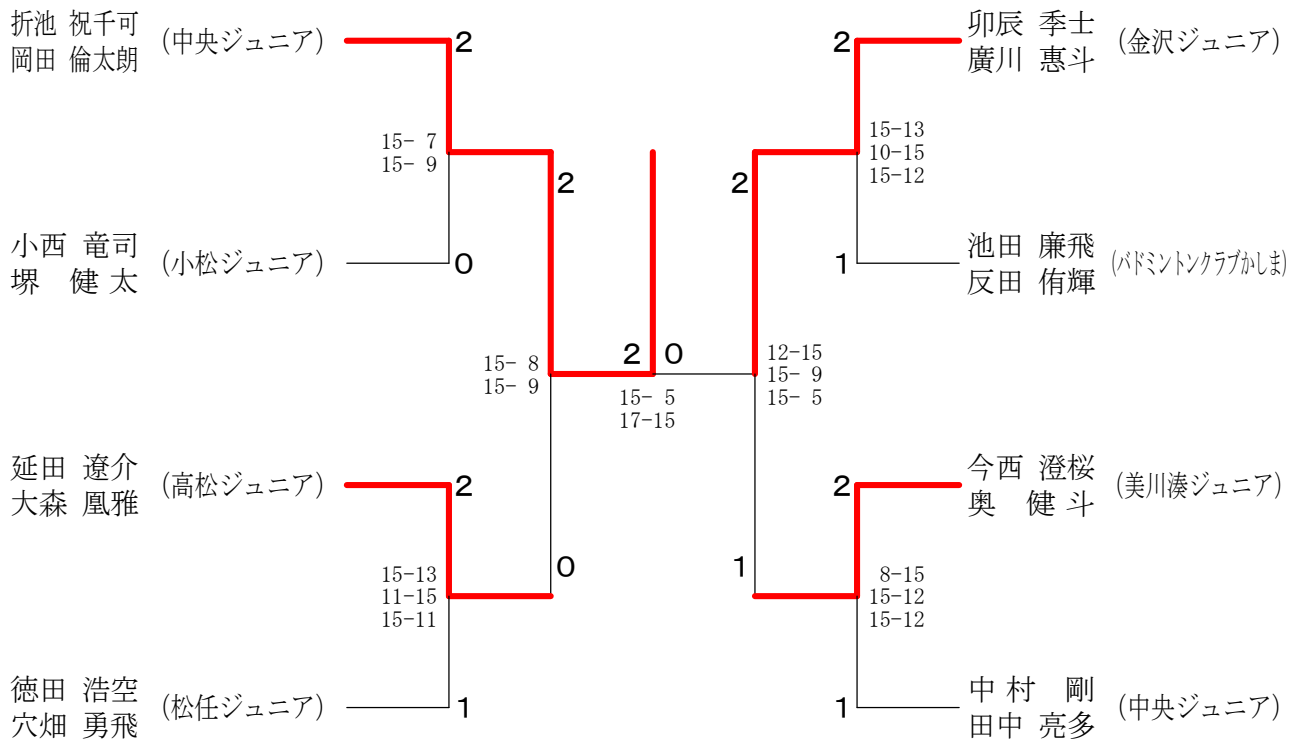 折池 祝千可
岡田 倫太朗
(中央ジュニア)
2
15- 7
15- 9
小西 竜司
堺 健太
(小松ジュニア)
0
2
15- 8
15- 9
延田 遼介
大森 凰雅
(高松ジュニア)
2
15-13
11-15
15-11
0
徳田 浩空
穴畑 勇飛
(松任ジュニア)
1
2 0
15- 5
17-15
卯辰 季士
廣川 惠斗
(金沢ジュニア)
2
15-13
10-15
15-12
2
池田 廉飛
反田 侑輝
(バドミントンクラブかしま)
1
12-15
15- 9
15- 5
今西 澄桜
奥 健斗
(美川湊ジュニア)
2
8-15
15-12
15-12
1
中村 剛
田中 亮多
(中央ジュニア)
1